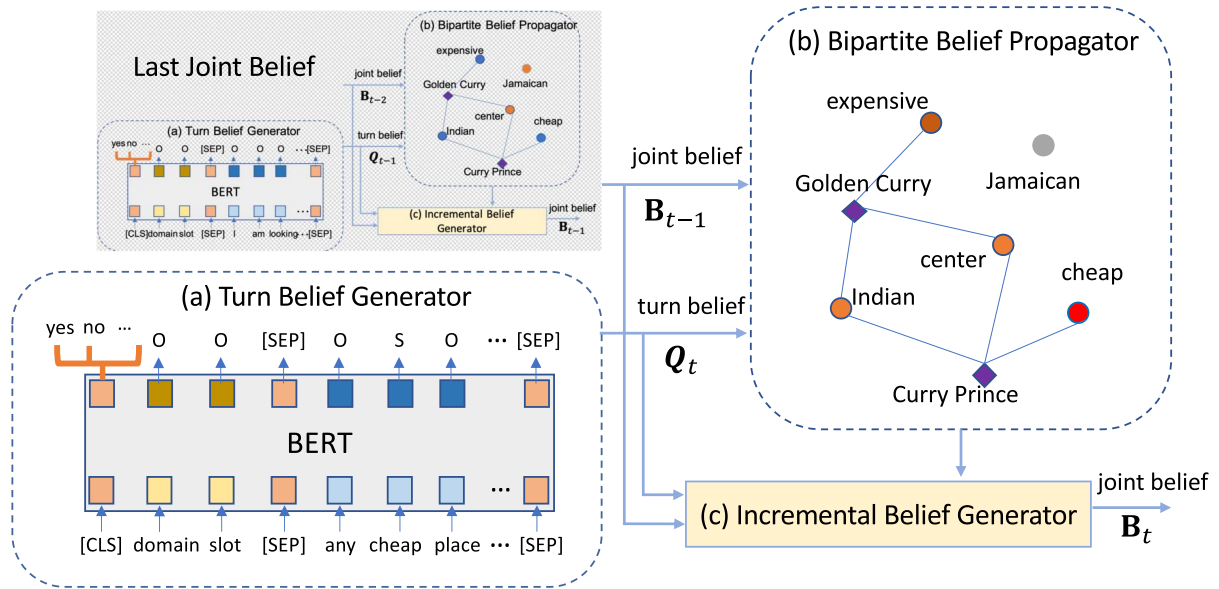 Last Joint Belief
(a) Turn Belief Generator
yes no ...
O O [SEP] O O O ...[SEP]
BERT
[CLS] domain slot [SEP] I am looking ...[SEP]
joint belief
B_{t-2}
turn belief
Q_{t-1}
(b) Bipartite Belief Propagator
expensive
Jamaican
Golden Curry
center
cheap
Indian
Curry Prince
(c) Incremental Belief
Generator
joint belief
B_{t-1}
(a) Turn Belief Generator
yes no ...
O O [SEP] O S O ... [SEP]
BERT
...
[CLS] domain slot [SEP] any cheap place ... [SEP]
joint belief
B_{t-1}
turn belief
Q_t
(b) Bipartite Belief Propagator
expensive
Jamaican
Golden Curry
center
cheap
Indian
Curry Prince
(c) Incremental Belief Generator
joint belief
B_t